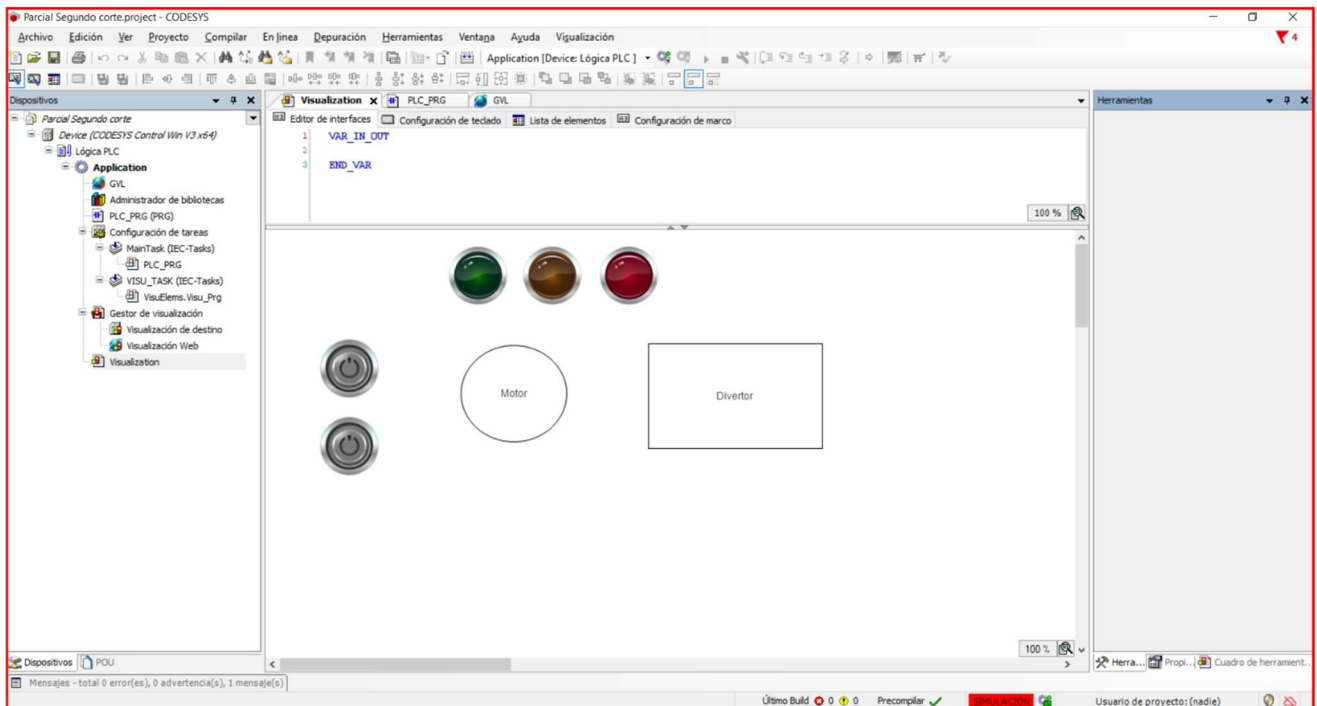 Parcial Segundo corte.project - CODESYS
Archivo Edición Ver Proyecto Compilar En línea Depuración Herramientas Ventana Ayuda Visualización
4
Application [Device: Lógica PLC]
Dispositivos
Visualization PLC_PRG GVL
Herramientas
Parcial Segundo corte
Device (CODESYS Control Win V3 x64)
Lógica PLC
Application
GVL
Administrador de bibliotecas
PLC_PRG (PRG)
Configuración de tareas
MainTask (IEC-Tasks)
PLC_PRG
VISU_TASK (IEC-Tasks)
VisuElems.Visu_Prg
Gestor de visualización
Visualización de destino
Visualización Web
Visualization
Editor de interfaces Configuración de teclado Lista de elementos Configuración de marco
1 VAR_IN_OUT
2
3 END_VAR
100 %
Motor
Divertor
100 %
Dispositivos POU
Herra... Propi... Cuadro de herramient...
Mensajes - total 0 error(es), 0 advertencia(s), 1 mensaje(s)
Último Build 0 0 Precompilar SIMULACIÓN Usuario de proyecto: (nadie)